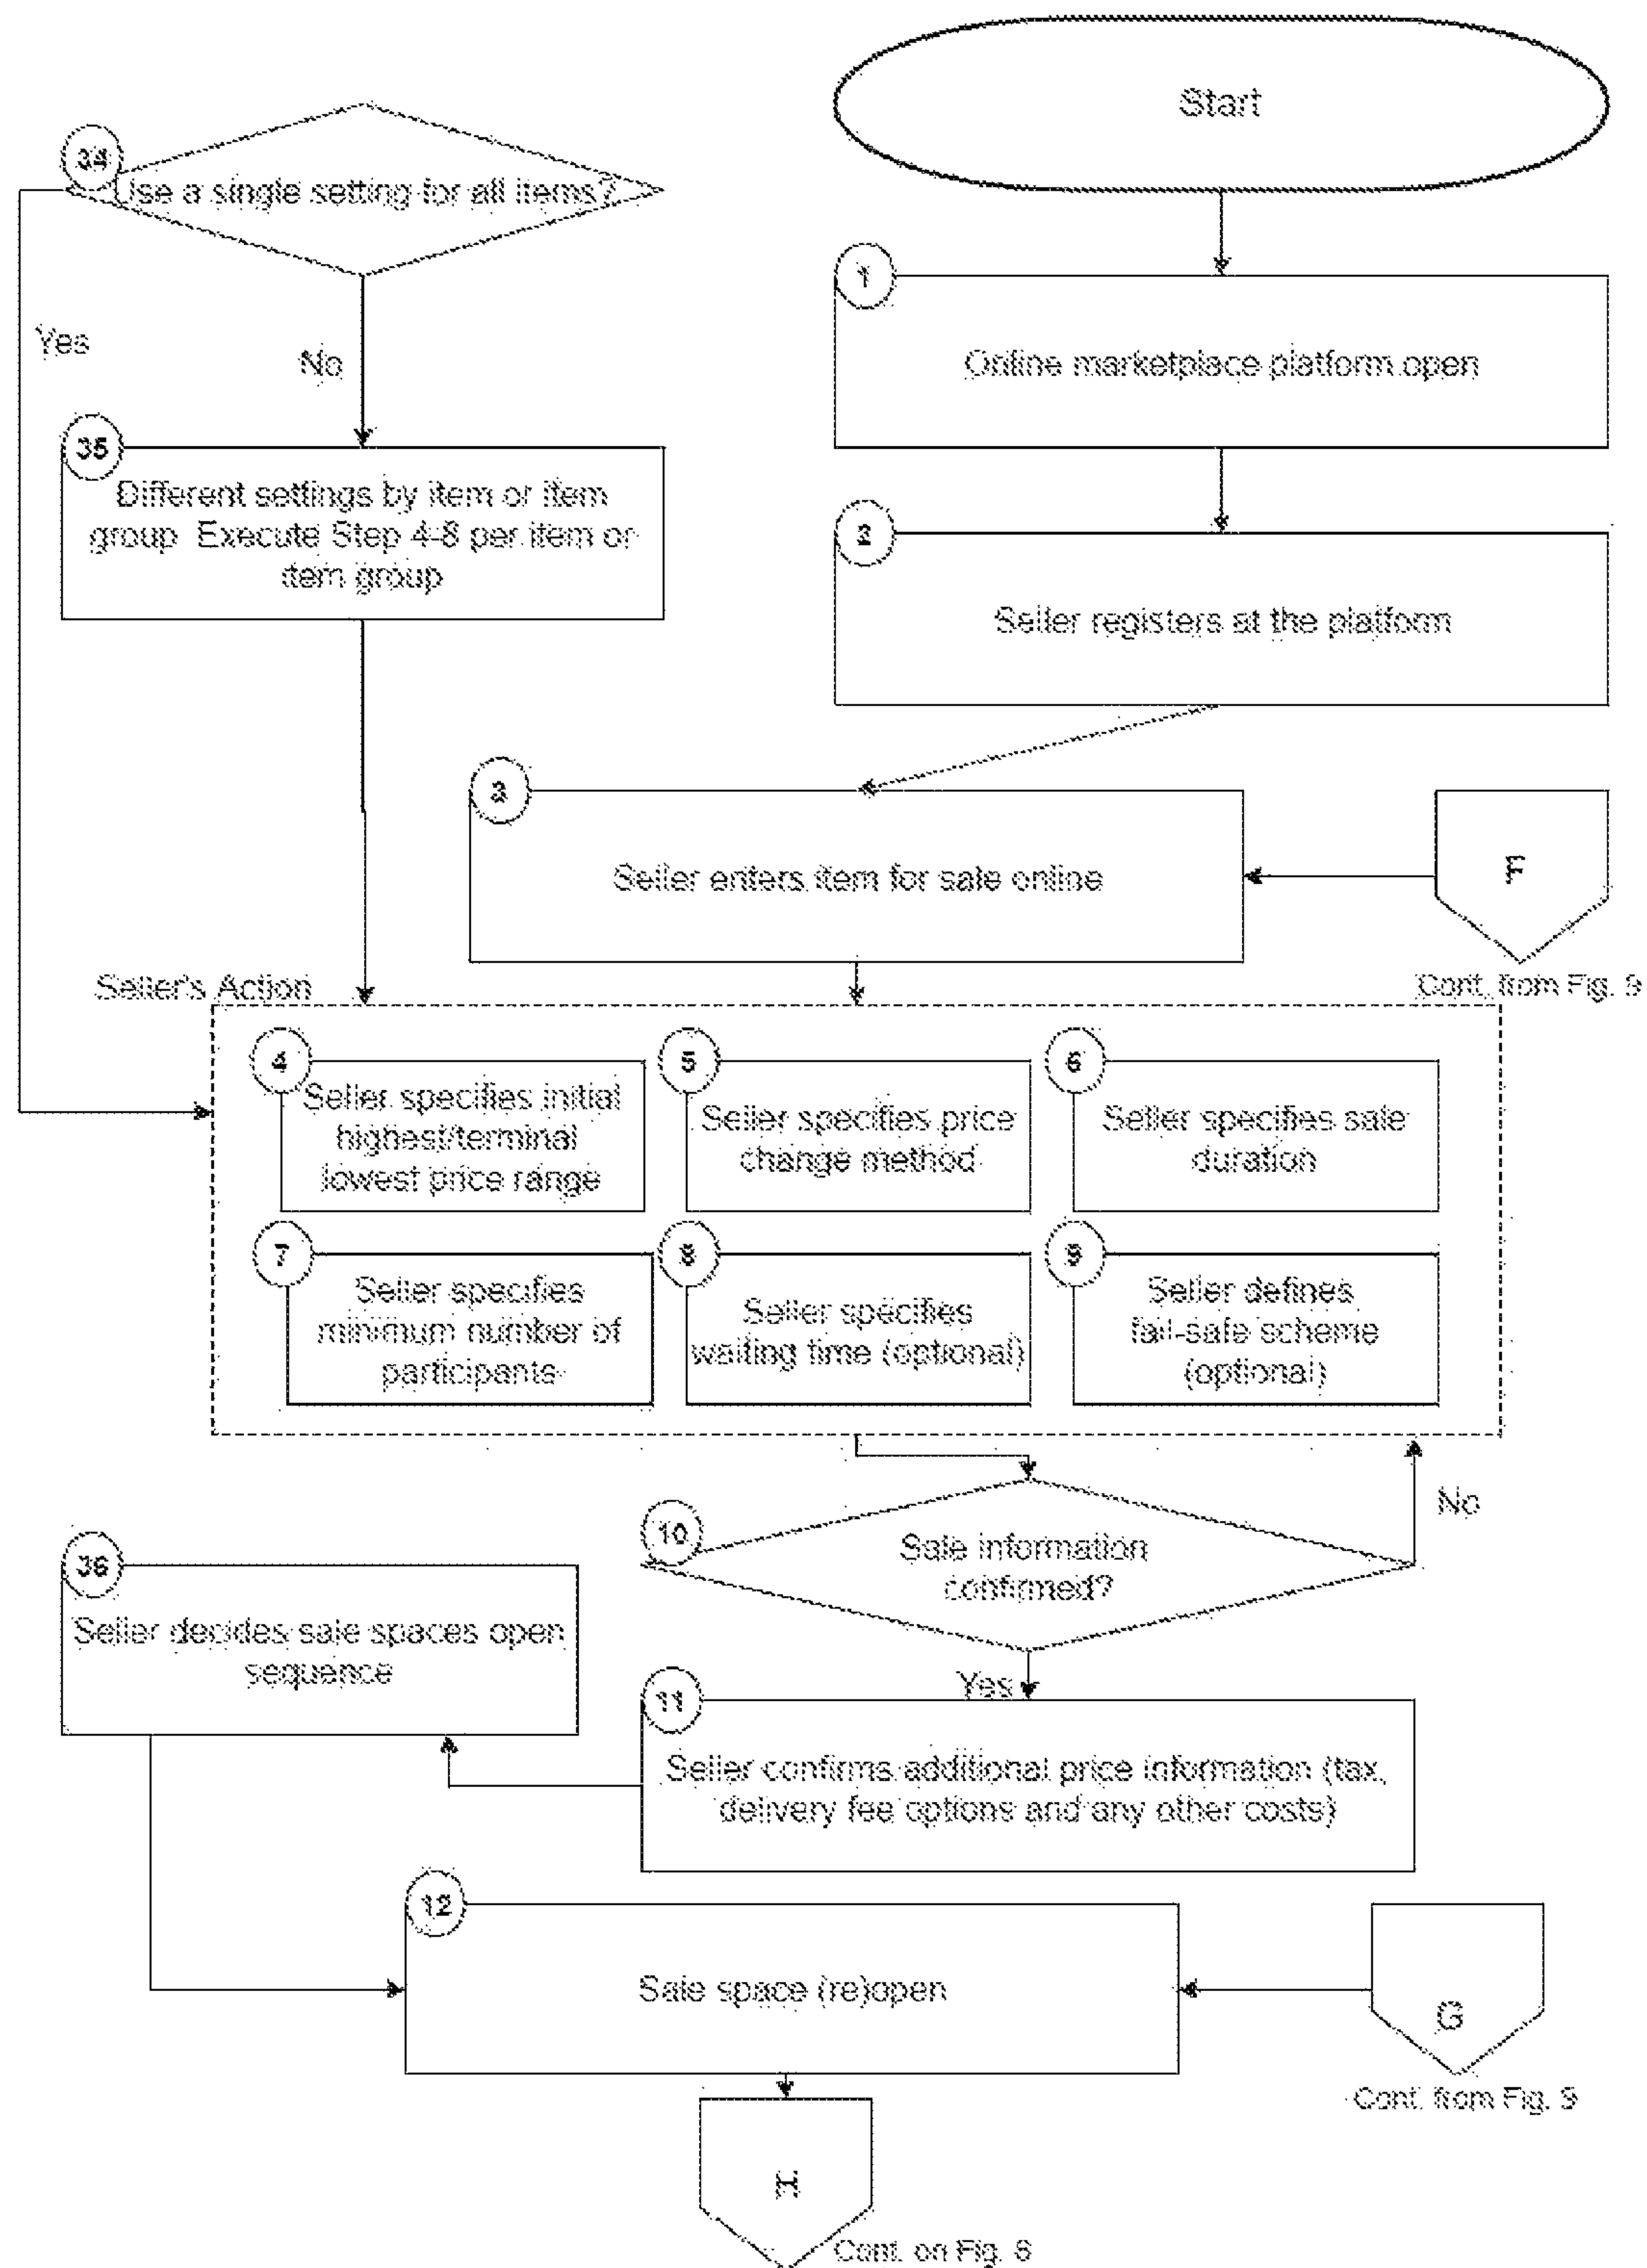 Start
34
Use a single setting for all items?
1
Online marketplace platform open
Yes
No
35
Different settings by item or item
group. Execute Step 4-8 per item or
item group
2
Seller registers at the platform
3
Seller enters item for sale online
F
Cont. from Fig. 9
Seller's Action
4
Seller specifies initial
highest/terminal
lowest price range
5
Seller specifies price
change method
6
Seller specifies sale
duration
7
Seller specifies
minimum number of
participants
8
Seller specifies
waiting time (optional)
9
Seller defines
fail-safe scheme
(optional)
10
Sale information
confirmed?
No
36
Seller decides sale spaces open
sequence
Yes
11
Seller confirms additional price information (tax,
delivery fee options and any other costs)
12
Sale space (re)open
G
Cont. from Fig. 9
H
Cont. on Fig. 8